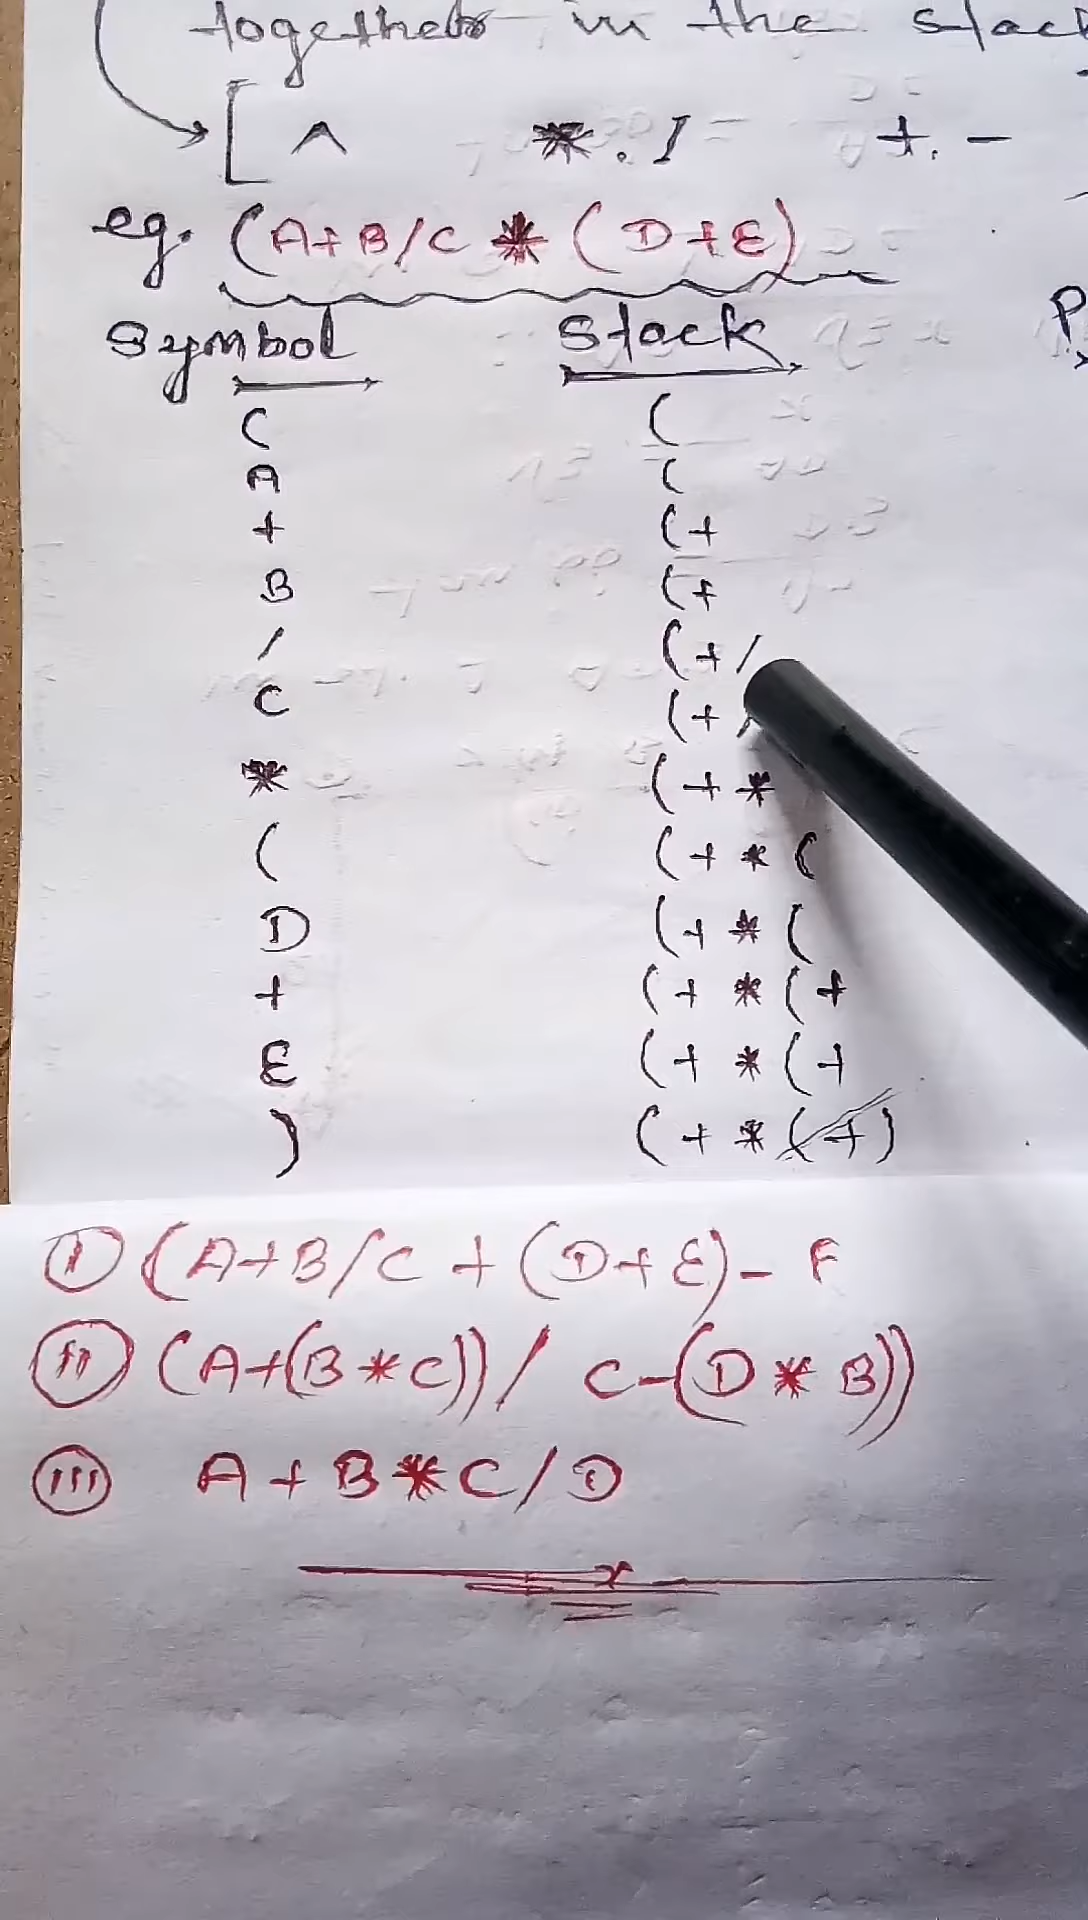 together in the stack
[ ^ *. / +. -
eg. (A+B/C * (D+E)
Symbol Stack P
( (
A (
+ (+
B (+
/ (+/
C (+/
* (+*
( (+*(
D (+*(
+ (+*(+
E (+*(+
) (+*(+)
(i) (A+B/C+(D+E)-F
(ii) (A+(B*C))/ C-(D*B))
(iii) A+B*C/D
x